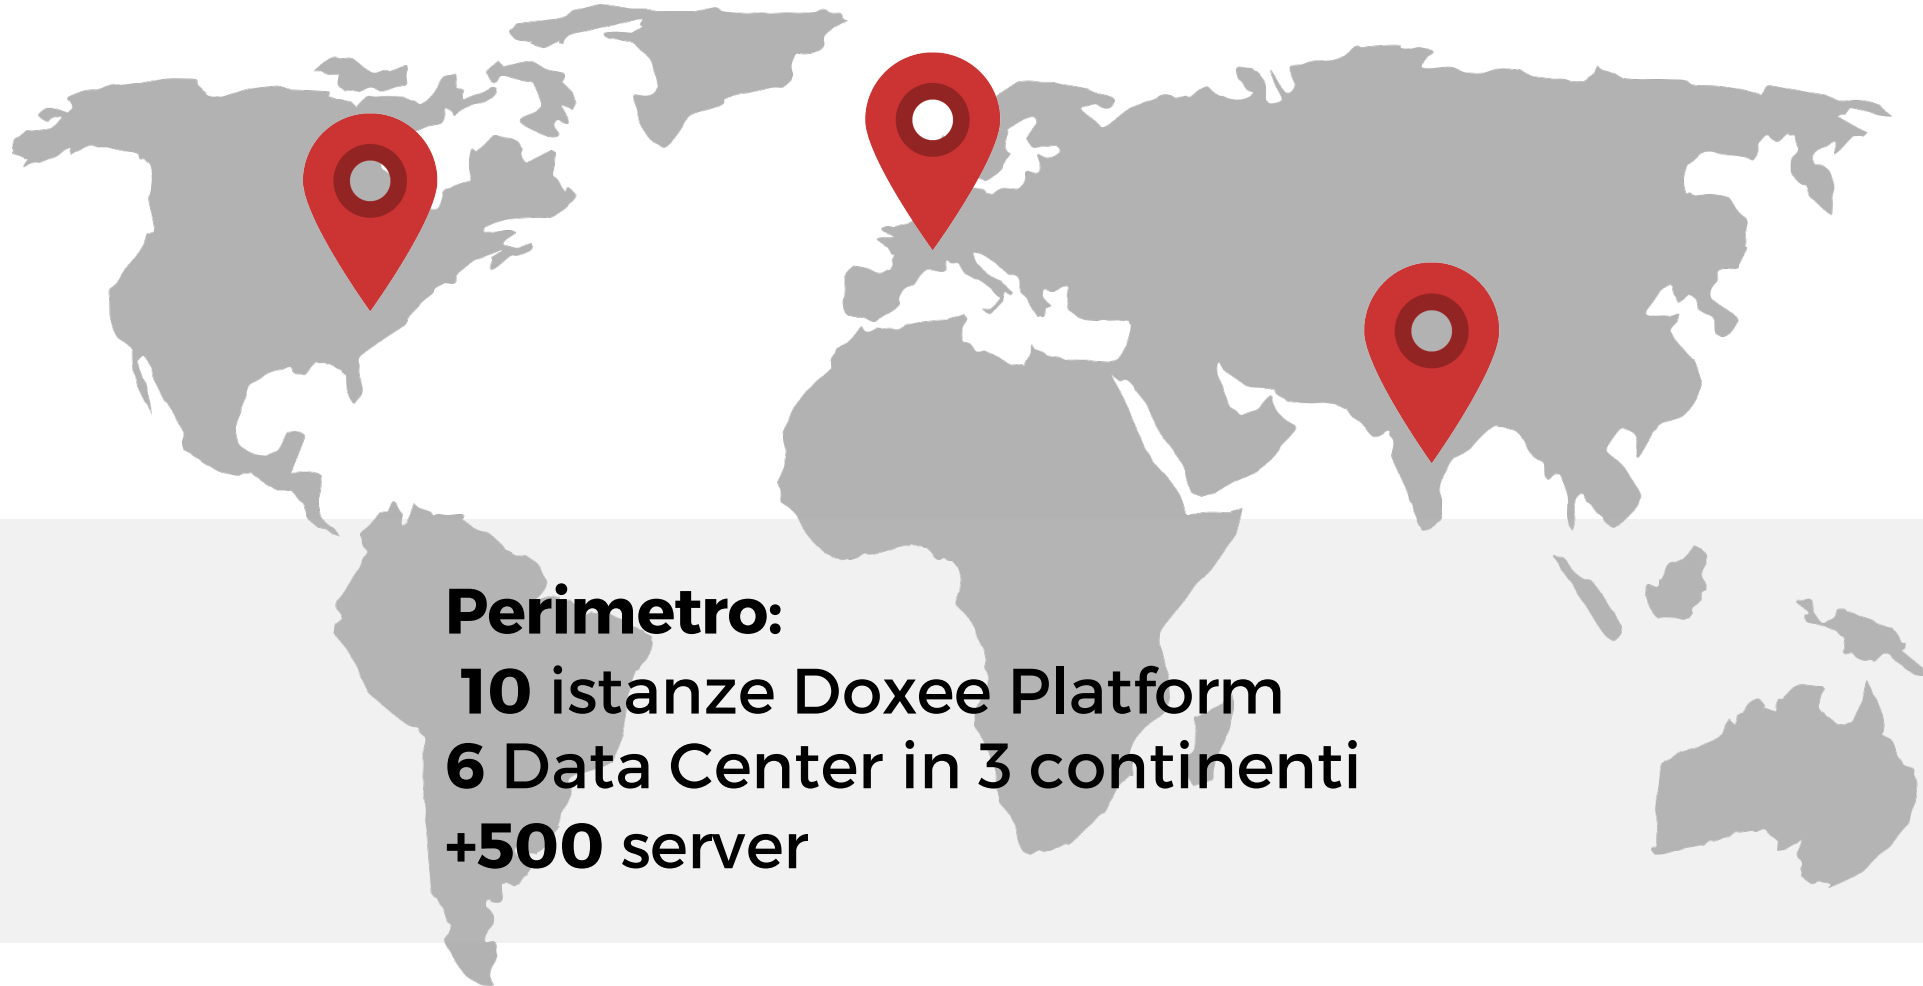 Perimetro:
10 istanze Doxee Platform
6 Data Center in 3 continenti
+500 server